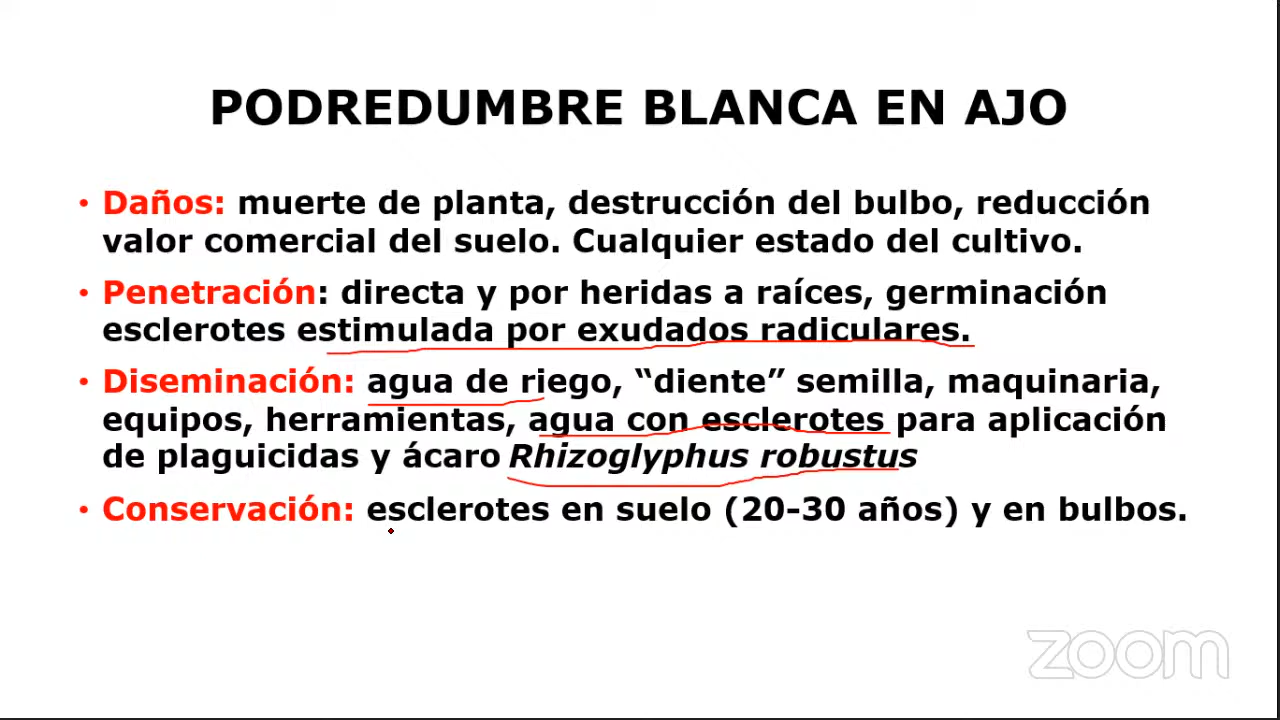 PODREDUMBRE BLANCA EN AJO
• Daños: muerte de planta, destrucción del bulbo, reducción
valor comercial del suelo. Cualquier estado del cultivo.
• Penetración: directa y por heridas a raíces, germinación
esclerotes estimulada por exudados radiculares.
• Diseminación: agua de riego, “diente” semilla, maquinaria,
equipos, herramientas, agua con esclerotes para aplicación
de plaguicidas y ácaro Rhizoglyphus robustus
• Conservación: esclerotes en suelo (20-30 años) y en bulbos.
zoom